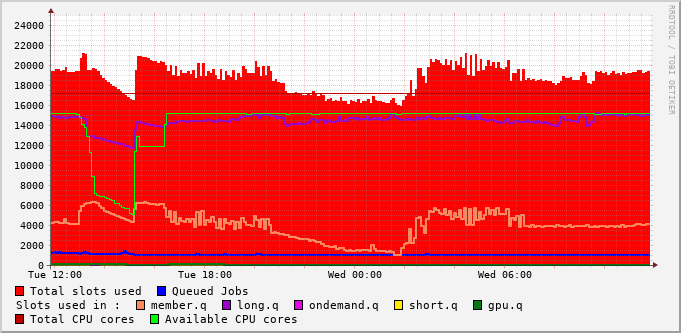 24000
22000
20000
18000
16000
14000
12000
10000
8000
6000
4000
2000
0
Tue 12:00 Tue 18:00 Wed 00:00 Wed 06:00
Total slots used Queued Jobs
Slots used in : member.q long.q ondemand.q short.q gpu.q
Total CPU cores Available CPU cores
RRDTOOL / TOBI OETIKER